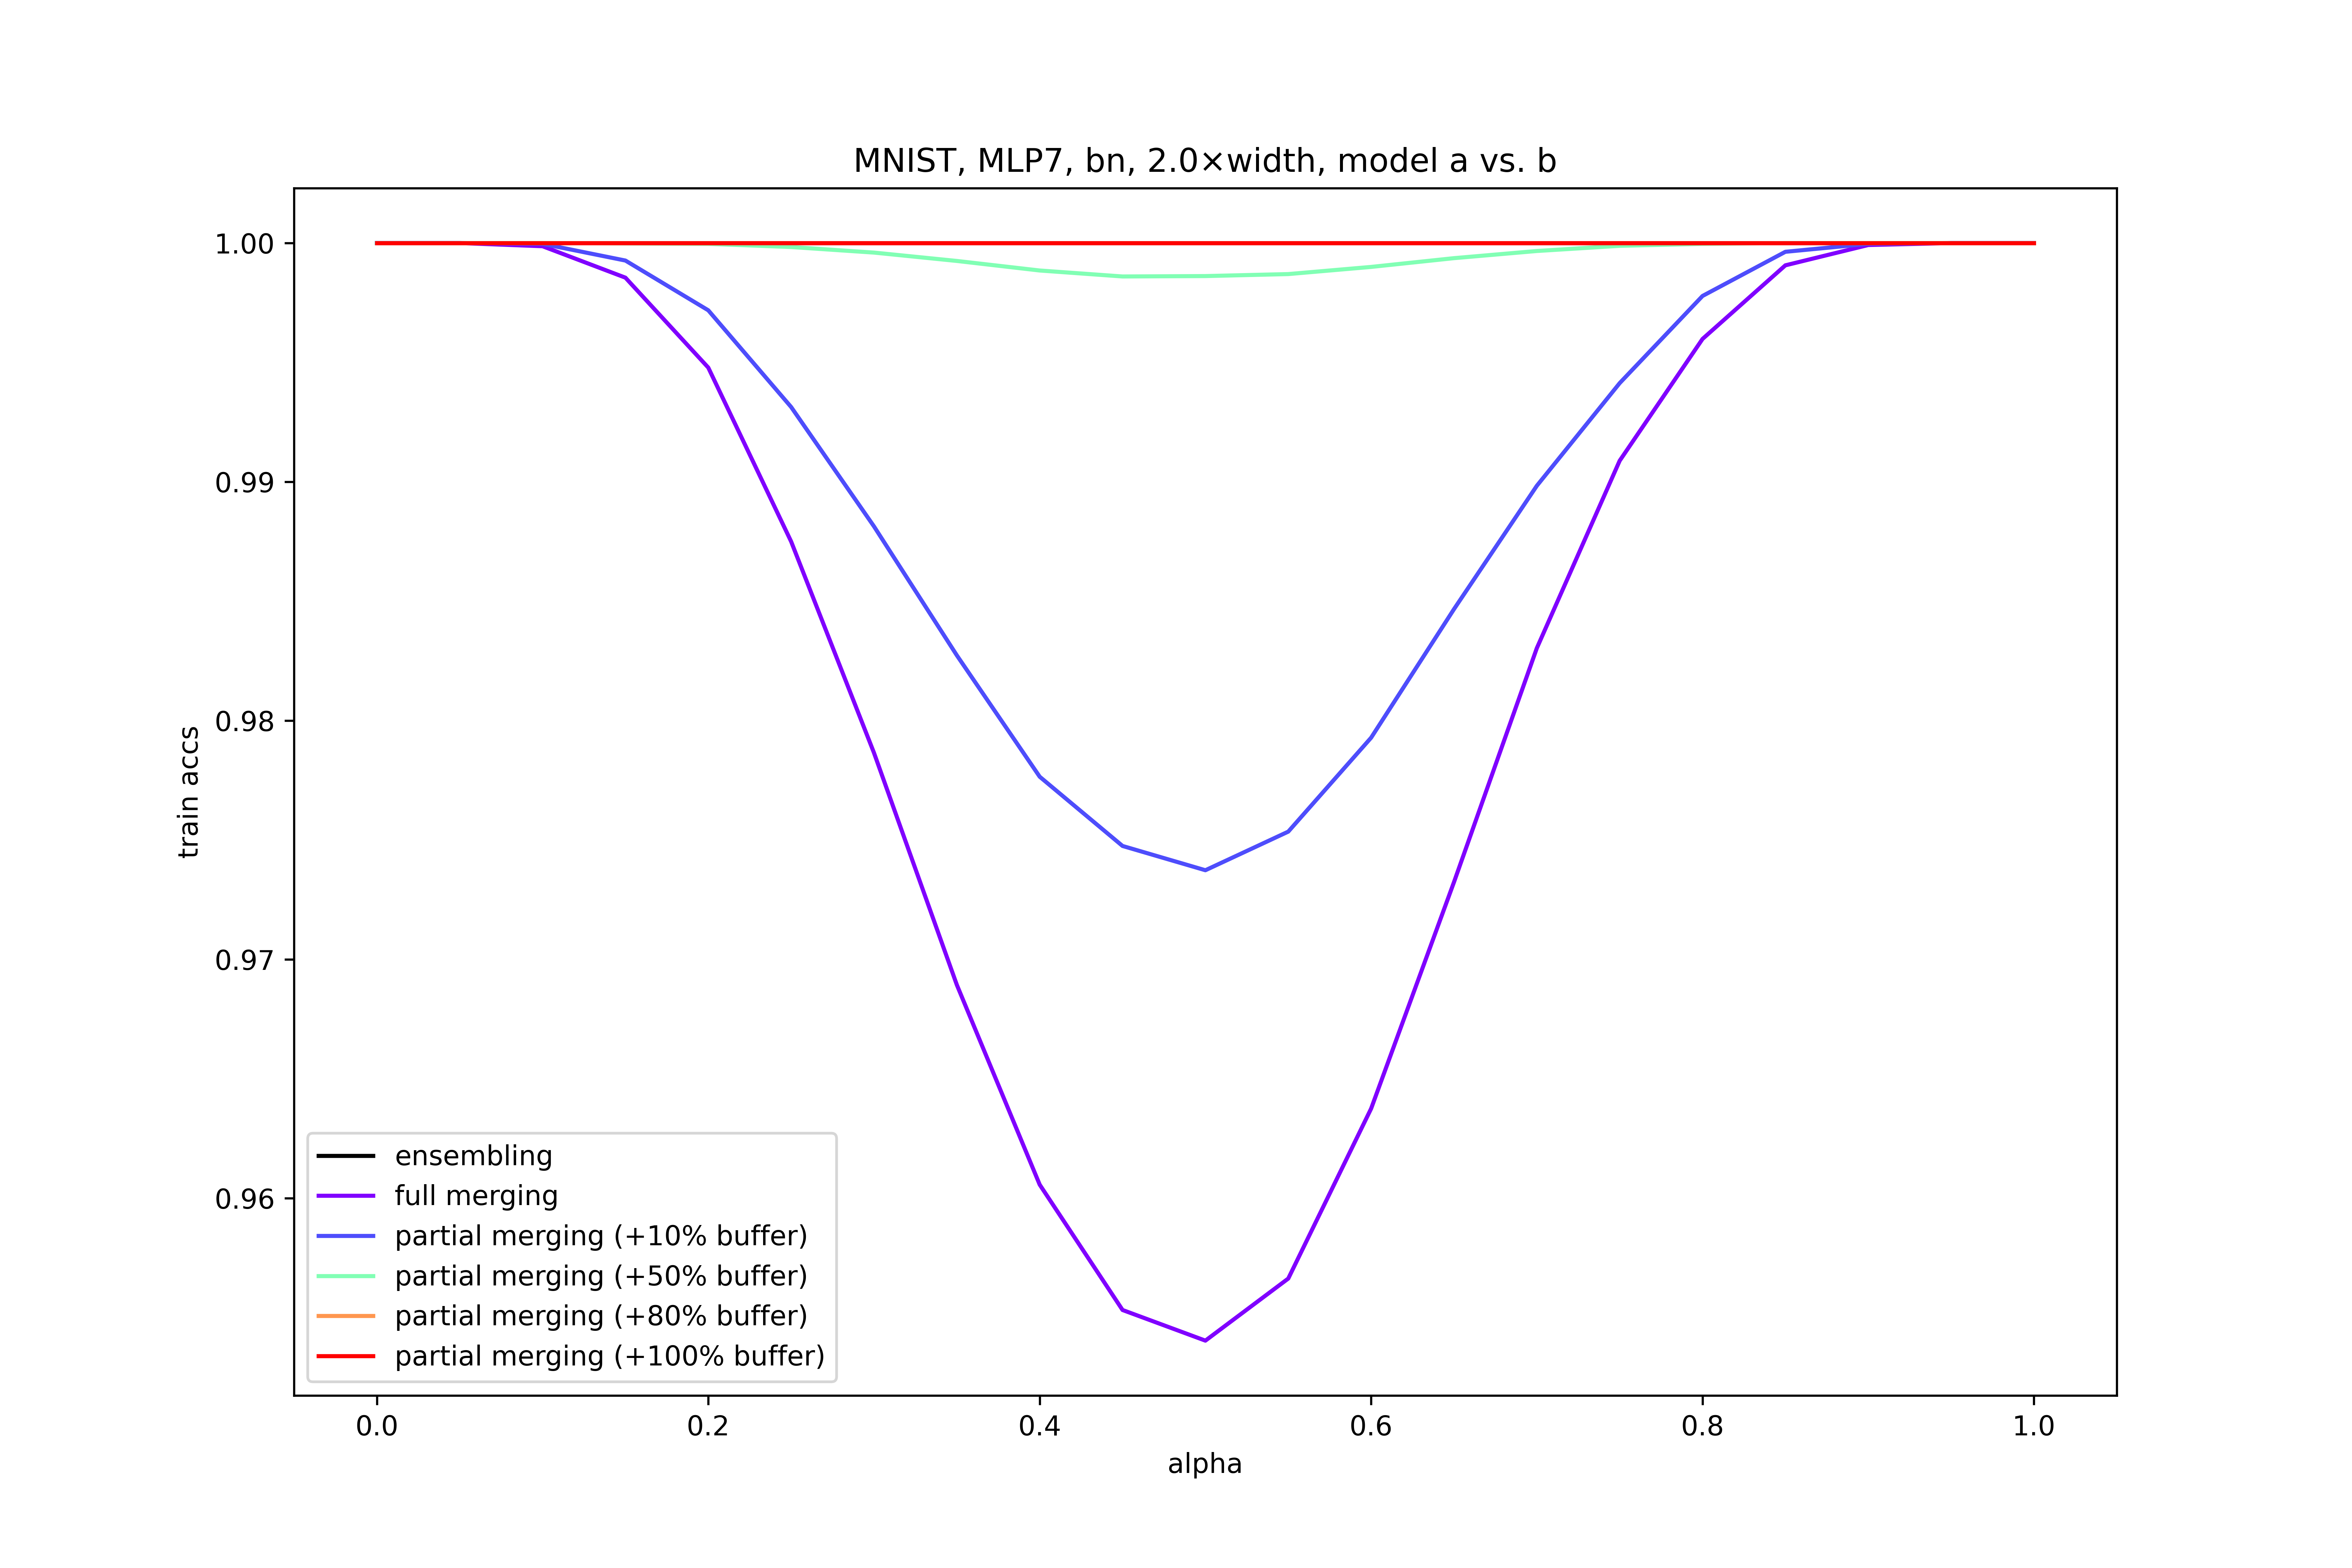 MNIST, MLP7, bn, 2.0×width, model a vs. b
1.00
0.99
0.98
0.97
0.96
train accs
ensembling
full merging
partial merging (+10% buffer)
partial merging (+50% buffer)
partial merging (+80% buffer)
partial merging (+100% buffer)
0.0 0.2 0.4 0.6 0.8 1.0
alpha